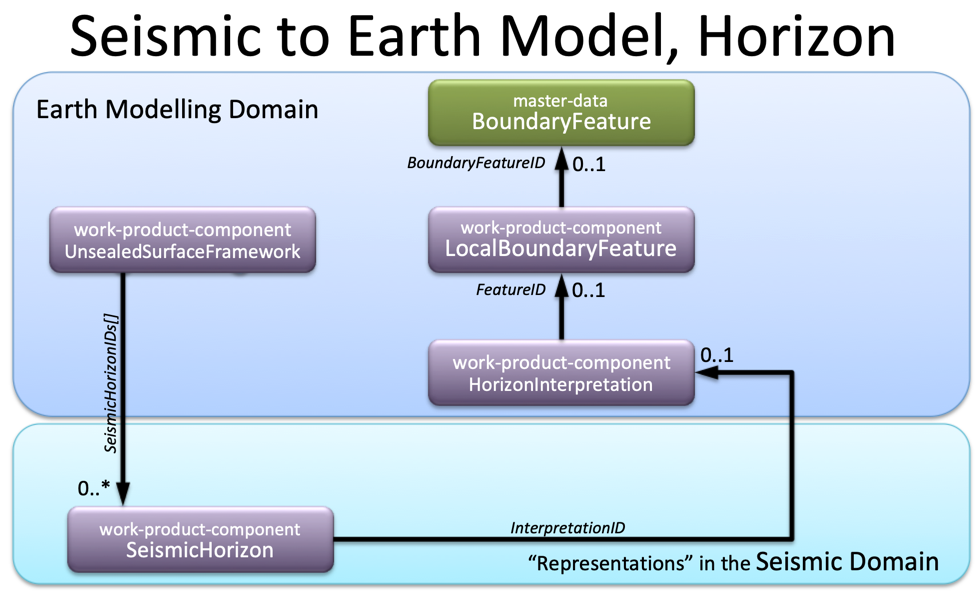 Seismic to Earth Model, Horizon
Earth Modelling Domain
master-data
BoundaryFeature
BoundaryFeatureID
0..1
work-product-component
UnsealedSurfaceFramework
work-product-component
LocalBoundaryFeature
FeatureID
0..1
SeismicHorizonIDs[]
work-product-component
HorizonInterpretation
0..1
0..*
work-product-component
SeismicHorizon
InterpretationID
“Representations” in the Seismic Domain